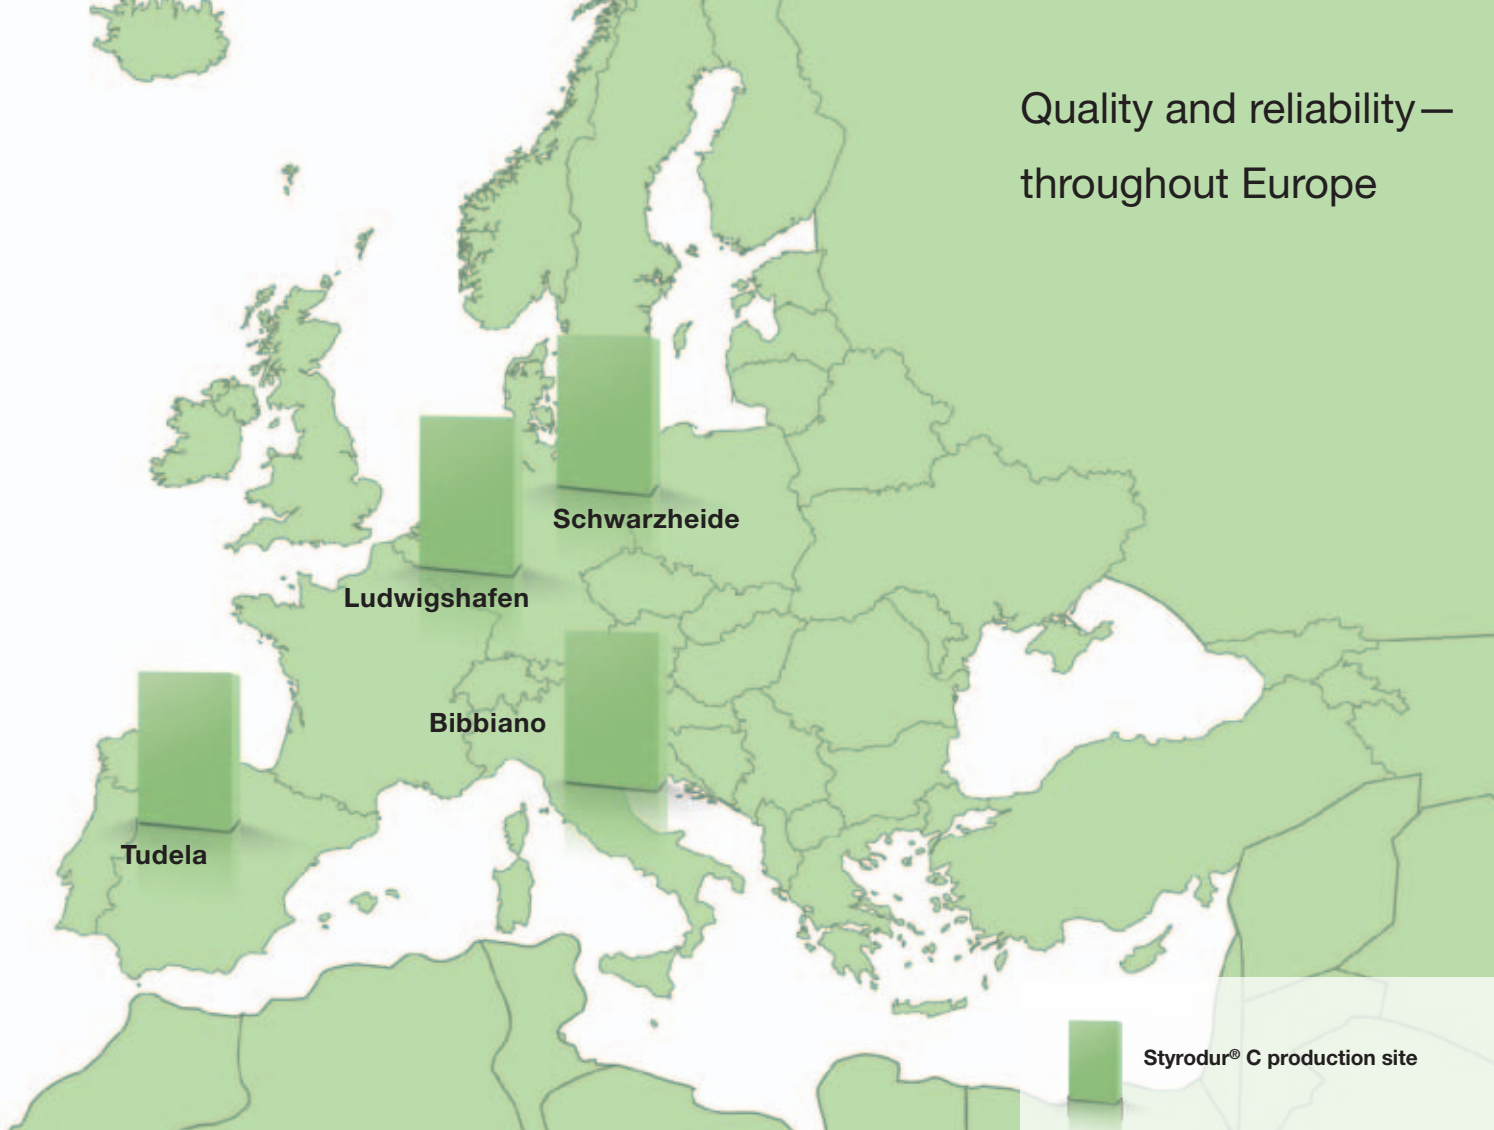 Quality and reliability—
throughout Europe
Schwarzheide
Ludwigshafen
Bibbiano
Tudela
Styrodur® C production site